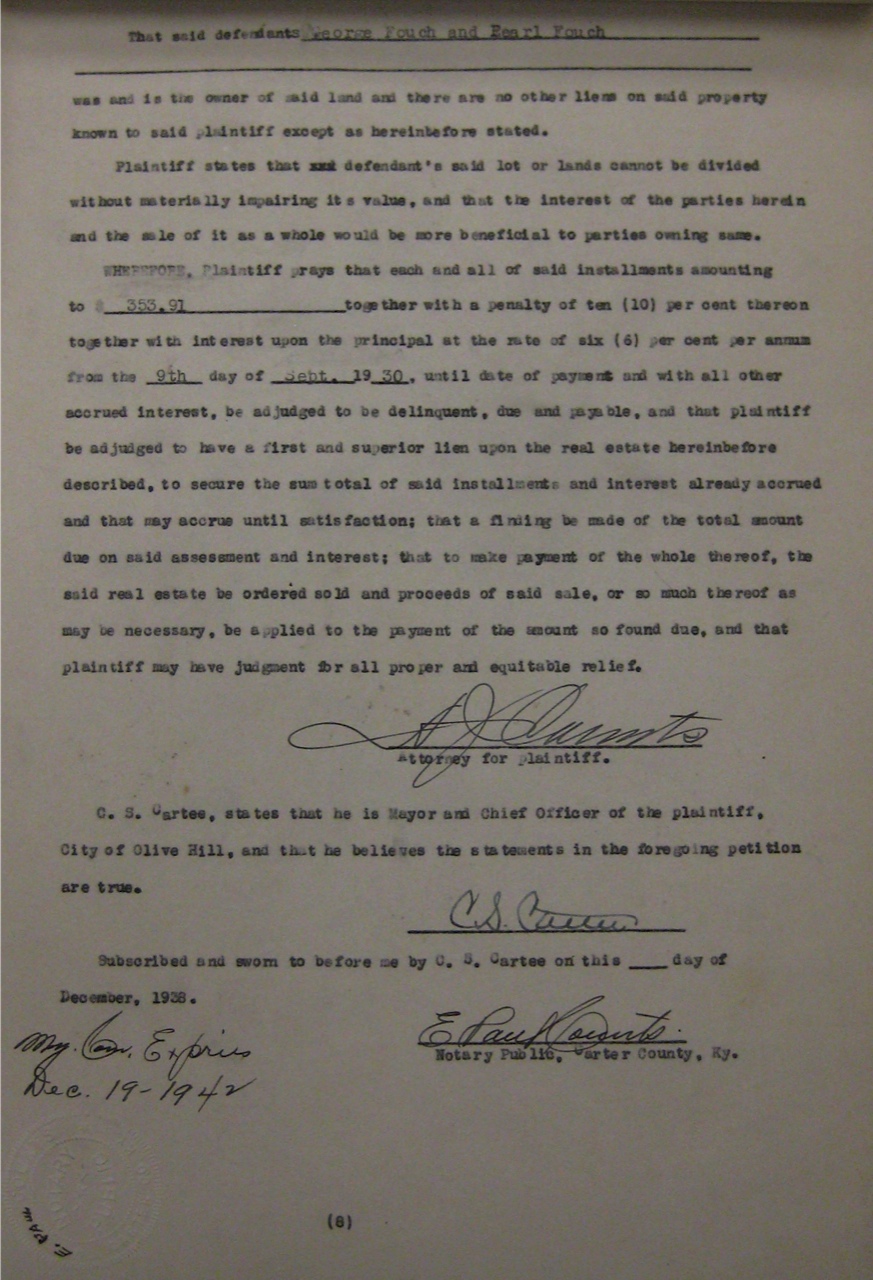 That said defendants George Fouch and Pearl Fouch
was and is the owner of said land and there are no other liens on said property
known to said plaintiff except as hereinbefore stated.
Plaintiff states that xxx defendant's said lot or lands cannot be divided
without materially impairing its value, and that the interest of the parties herein
and the sale of it as a whole would be more beneficial to parties owning same.
WHEREFORE, Plaintiff prays that each and all of said installments amounting
to $ 353.91 together with a penalty of ten (10) per cent thereon
together with interest upon the principal at the rate of six (6) per cent per annum
from the 9th day of Sept. 19 30, until date of payment and with all other
accrued interest, be adjudged to be delinquent, due and payable, and that plaintiff
be adjudged to have a first and superior lien upon the real estate hereinbefore
described, to secure the sum total of said installments and interest already accrued
and that may accrue until satisfaction; that a finding be made of the total amount
due on said assessment and interest; that to make payment of the whole thereof, the
said real estate be ordered sold and proceeds of said sale, or so much thereof as
may be necessary, be applied to the payment of the amount so found due, and that
plaintiff may have judgment for all proper and equitable relief.
Attorney for plaintiff.
C. S. Cartee, states that he is Mayor and Chief Officer of the plaintiff,
City of Olive Hill, and that he believes the statements in the foregoing petition
are true.
C.S. Cartee
Subscribed and sworn to before me by C. S. Cartee on this ____ day of
December, 1938.
My. Com. Expries
Dec. 19-1942
E Paul Counts.
Notary Public, Carter County, Ky.
E. PAUL
(8)